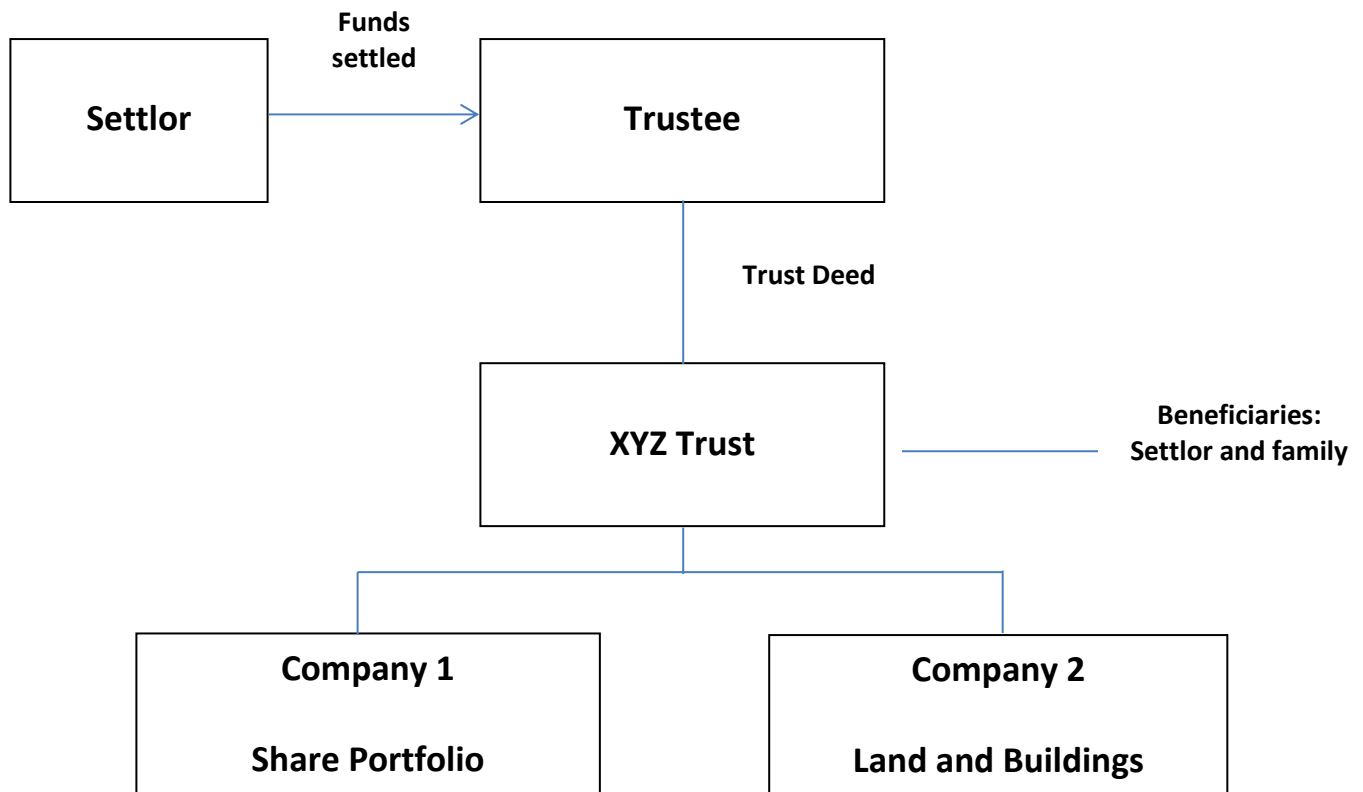 Funds
settled
Settlor
Trustee
Trust Deed
XYZ Trust
Beneficiaries:
Settlor and family
Company 1
Share Portfolio
Company 2
Land and Buildings